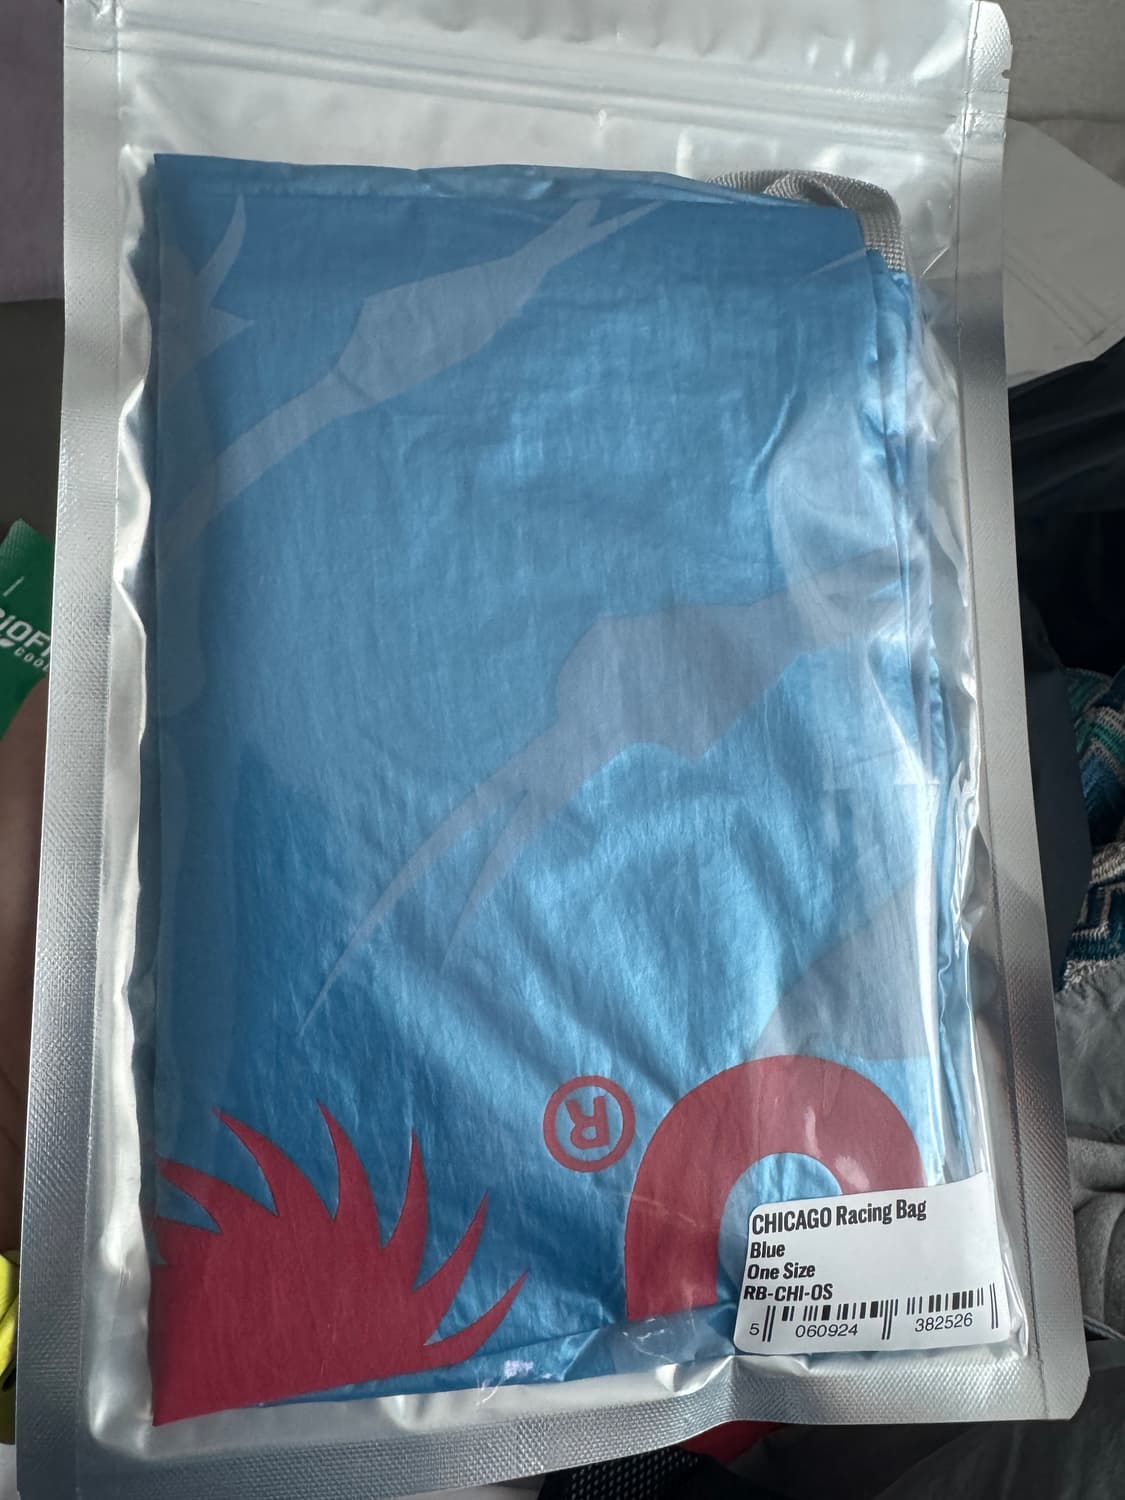 ®
CHICAGO Racing Bag
Blue
One Size
RB-CHI-OS
5 060924 382526